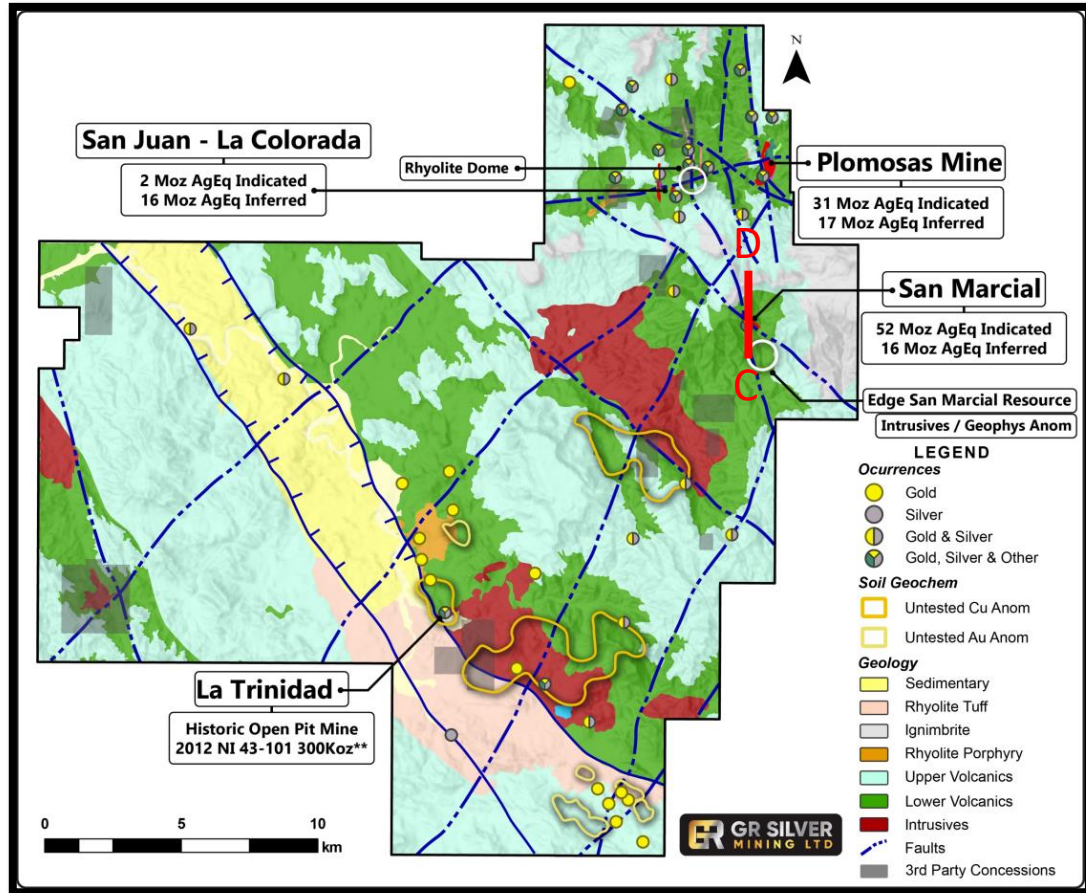 N
San Juan - La Colorada
2 Moz AgEq Indicated
16 Moz AgEq Inferred
Rhyolite Dome
Plomosas Mine
31 Moz AgEq Indicated
17 Moz AgEq Inferred
D
San Marcial
52 Moz AgEq Indicated
16 Moz AgEq Inferred
C
Edge San Marcial Resource
Intrusives / Geophys Anom
La Trinidad
Historic Open Pit Mine
2012 NI 43-101 300Koz**
0 5 10
km
GR SILVER
MINING LTD
LEGEND
Ocurrences
Gold
Silver
Gold & Silver
Gold, Silver & Other
Soil Geochem
Untested Cu Anom
Untested Au Anom
Geology
Sedimentary
Rhyolite Tuff
Ignimbrite
Rhyolite Porphyry
Upper Volcanics
Lower Volcanics
Intrusives
Faults
3rd Party Concessions